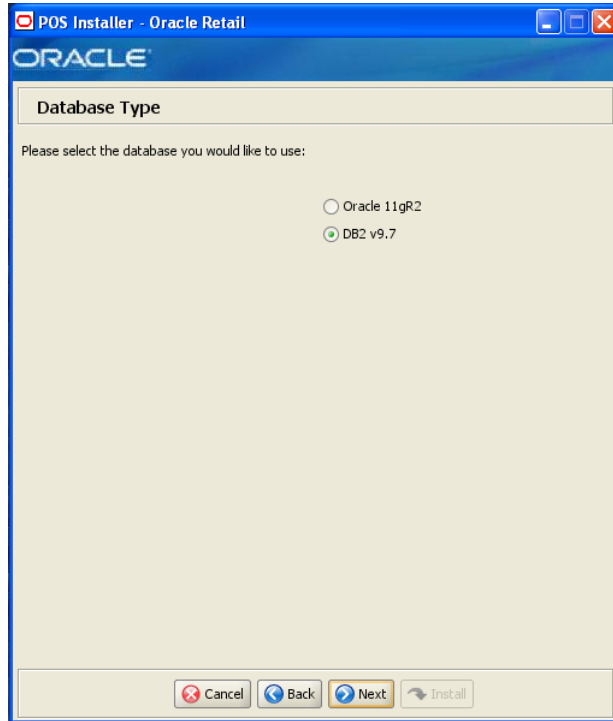 POS Installer - Oracle Retail
ORACLE
Database Type
Please select the database you would like to use:
Oracle 11gR2
DB2 v9.7
Cancel Back Next Install